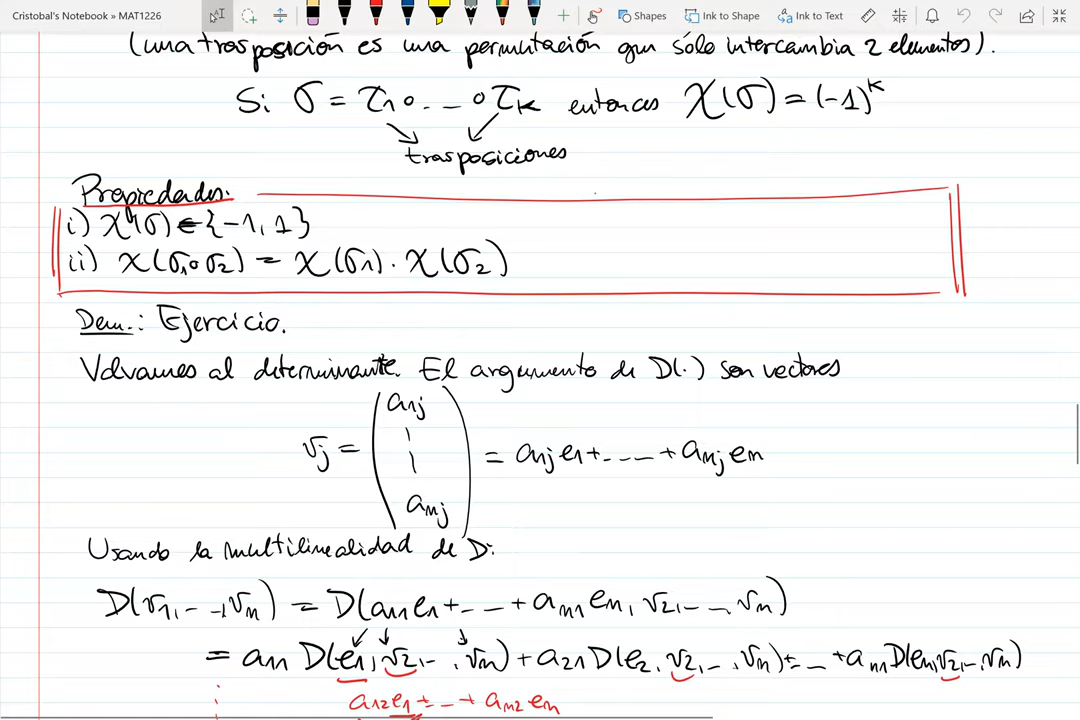 Cristobal's Notebook » MAT1226
Shapes
Ink to Shape
Ink to Text
(una trasposición es una permutación que sólo intercambia 2 elementos).
Si σ = τ1 ∘ ... ∘ τk entonces χ(σ) = (-1)^k
trasposiciones
Propiedades:
i) χ(σ) ∈ {-1, 1}
ii) χ(σ1 ∘ σ2) = χ(σ1) · χ(σ2)
Dem.: Ejercicio.
Volvamos al determinante. El argumento de D(·) son vectores
vj = (a1j ⋮ anj) = a1j e1 + ... + anj en
Usando la multilinealidad de D:
D(v1, ..., vn) = D(a11 e1 + ... + an1 en, v2, ..., vn)
= a11 D(e1, v2, ..., vn) + a21 D(e2, v2, ..., vn) + ... + an1 D(en, v2, ..., vn)
a12 e1 + ... + an2 en